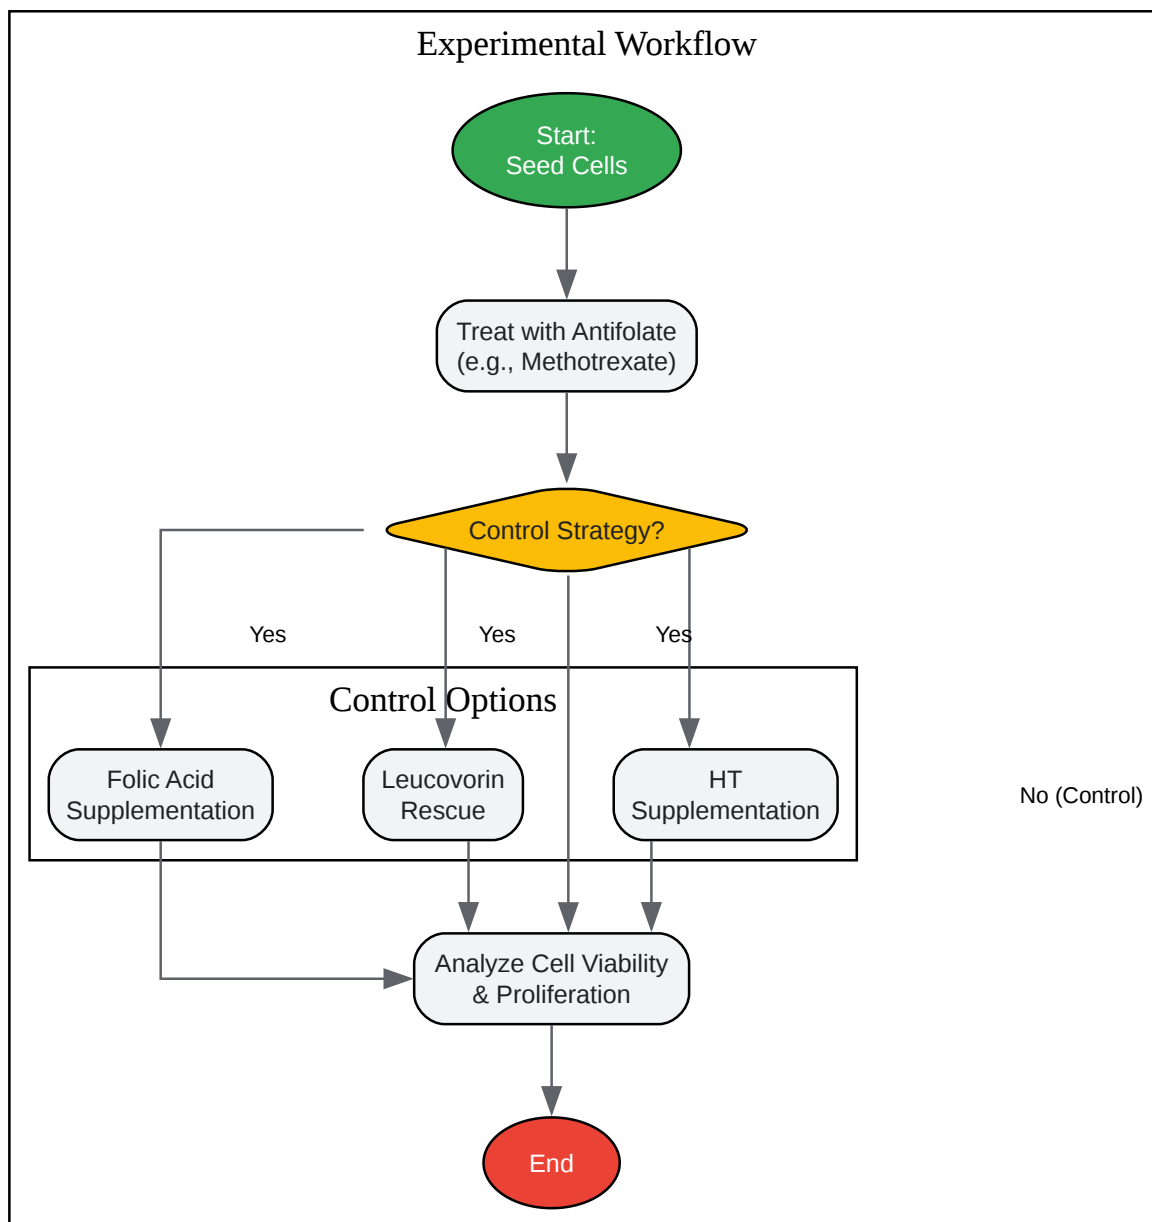 Experimental Workflow
Start:
Seed Cells
Treat with Antifolate
(e.g., Methotrexate)
Control Strategy?
Yes
Yes
Yes
Control Options
Folic Acid
Supplementation
Leucovorin
Rescue
HT
Supplementation
No (Control)
Analyze Cell Viability
& Proliferation
End